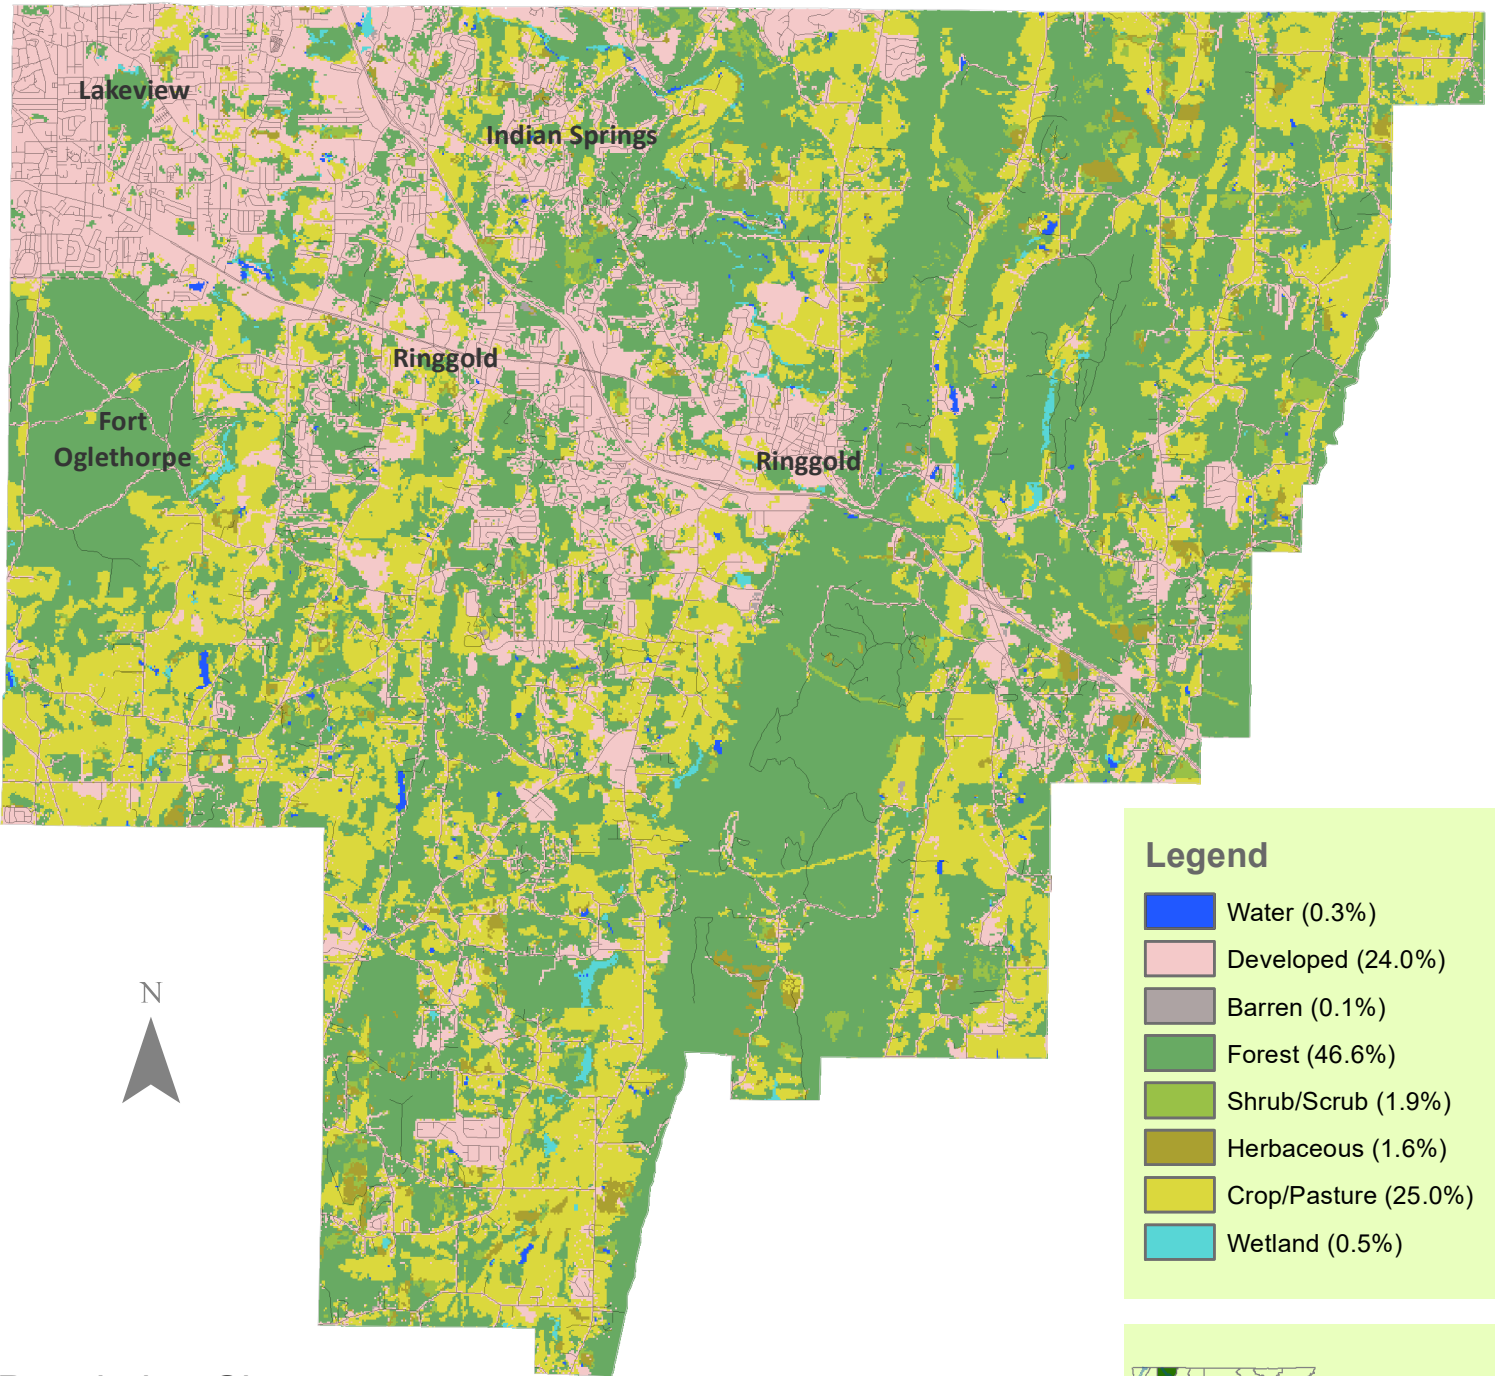 Lakeview
Indian Springs
Ringgold
Fort
Oglethorpe
Ringgold
N
Legend
Water (0.3%)
Developed (24.0%)
Barren (0.1%)
Forest (46.6%)
Shrub/Scrub (1.9%)
Herbaceous (1.6%)
Crop/Pasture (25.0%)
Wetland (0.5%)